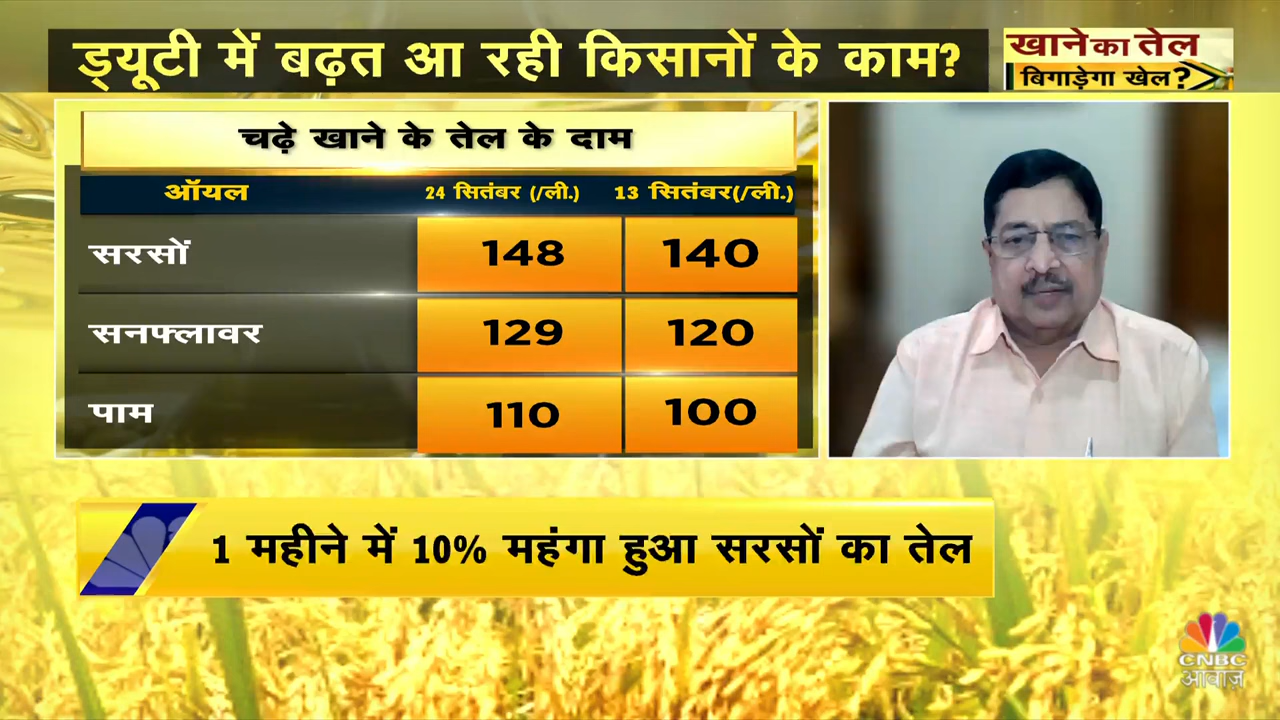 ड्यूटी में बढ़त आ रही किसानों के काम?
खाने का तेल
बिगाड़ेगा खेल?
चढ़े खाने के तेल के दाम
ऑयल 24 सितंबर (/ली.) 13 सितंबर(/ली.)
सरसों 148 140
सनफ्लावर 129 120
पाम 110 100
1 महीने में 10% महंगा हुआ सरसों का तेल
CNBC
आवाज़